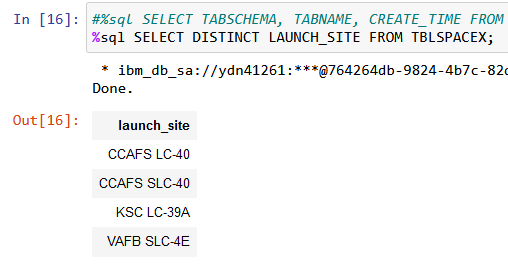 In [16]: #%sql SELECT TABSCHEMA, TABNAME, CREATE_TIME FROM
%sql SELECT DISTINCT LAUNCH_SITE FROM TBLSPACEX;
* ibm_db_sa://ydn41261:***@764264db-9824-4b7c-82
Done.
Out[16]: launch_site
CCAFS LC-40
CCAFS SLC-40
KSC LC-39A
VAFB SLC-4E